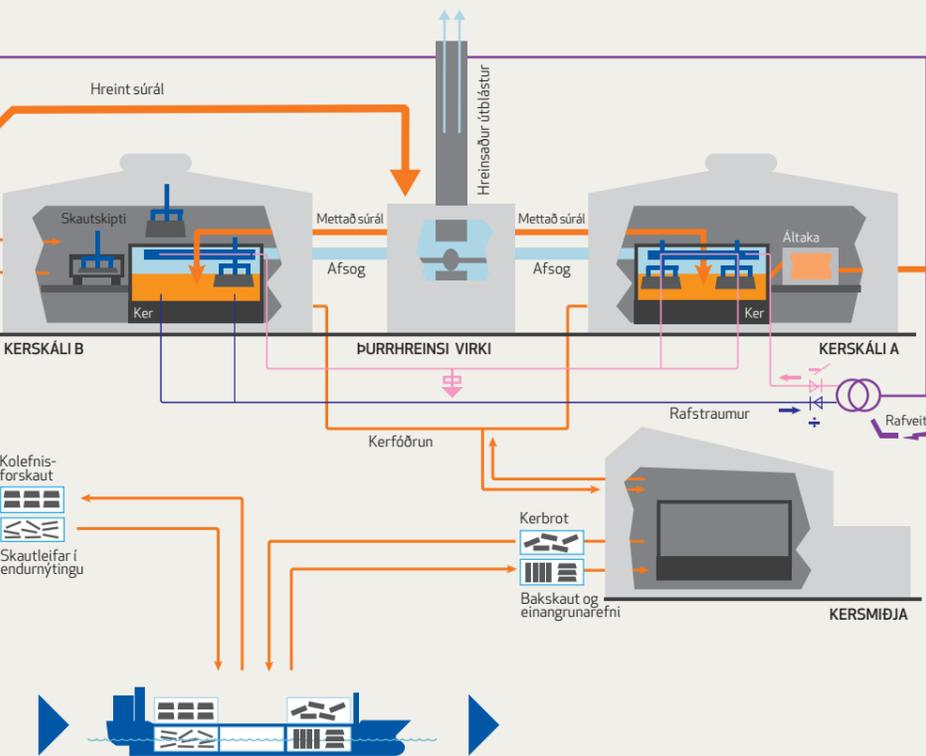 Hreint súrál
Hreinsaður útblástur
Skautskipti
Mettað súrál
Mettað súrál
Áltaka
Afsog
Afsog
Ker
Ker
KERSKÁLI B
ÞURRHREINSI VIRKI
KERSKÁLI A
Rafstraumur
Rafveit
Kerfóðrun
Kolefnis-
forskaut
Skautleifar í
endurnýtingu
Kerbrot
Bakskaut og
einangrunarefni
KERSMIÐJA